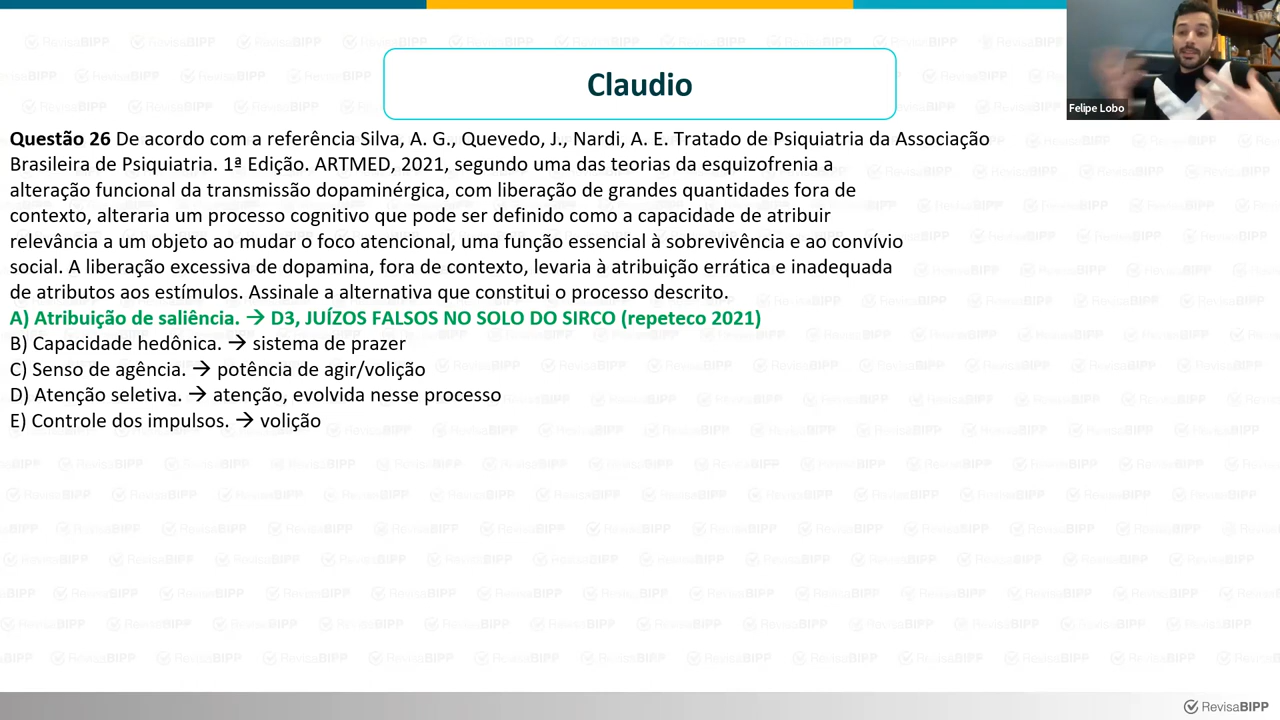 Claudio
Felipe Lobo
Questão 26 De acordo com a referência Silva, A. G., Quevedo, J., Nardi, A. E. Tratado de Psiquiatria da Associação
Brasileira de Psiquiatria. 1ª Edição. ARTMED, 2021, segundo uma das teorias da esquizofrenia a
alteração funcional da transmissão dopaminérgica, com liberação de grandes quantidades fora de
contexto, alteraria um processo cognitivo que pode ser definido como a capacidade de atribuir
relevância a um objeto ao mudar o foco atencional, uma função essencial à sobrevivência e ao convívio
social. A liberação excessiva de dopamina, fora de contexto, levaria à atribuição errática e inadequada
de atributos aos estímulos. Assinale a alternativa que constitui o processo descrito.
A) Atribuição de saliência. → D3, JUÍZOS FALSOS NO SOLO DO SIRCO (repeteco 2021)
B) Capacidade hedônica. → sistema de prazer
C) Senso de agência. → potência de agir/volição
D) Atenção seletiva. → atenção, evolvida nesse processo
E) Controle dos impulsos. → volição
RevisaBIPP